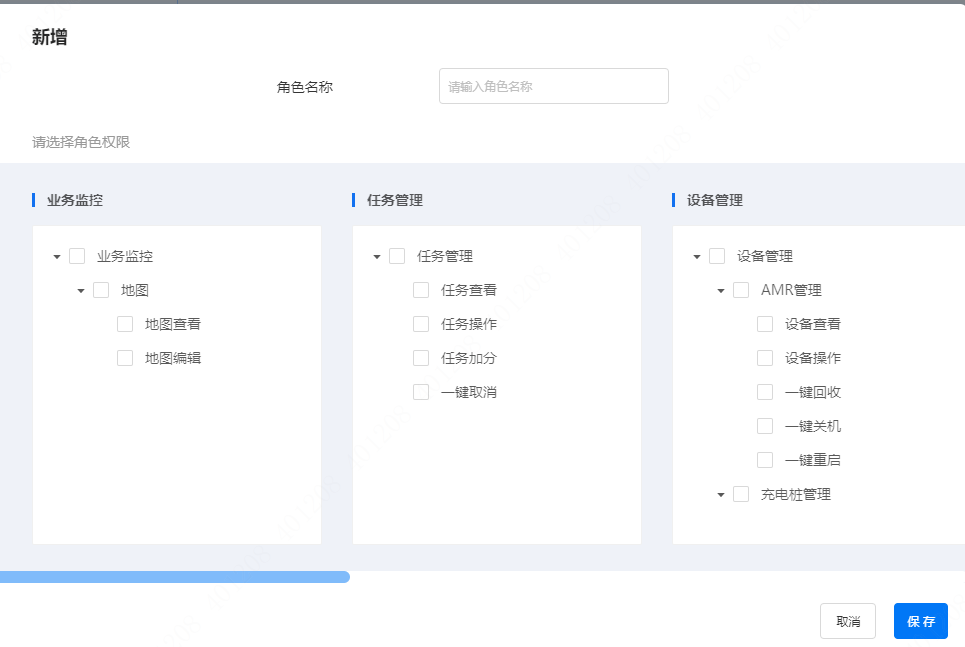 新增
角色名称
请输入角色名称
请选择角色权限
业务监控
业务监控
地图
地图查看
地图编辑
任务管理
任务管理
任务查看
任务操作
任务加分
一键取消
设备管理
设备管理
AMR管理
设备查看
设备操作
一键回收
一键关机
一键重启
充电桩管理
取消
保存